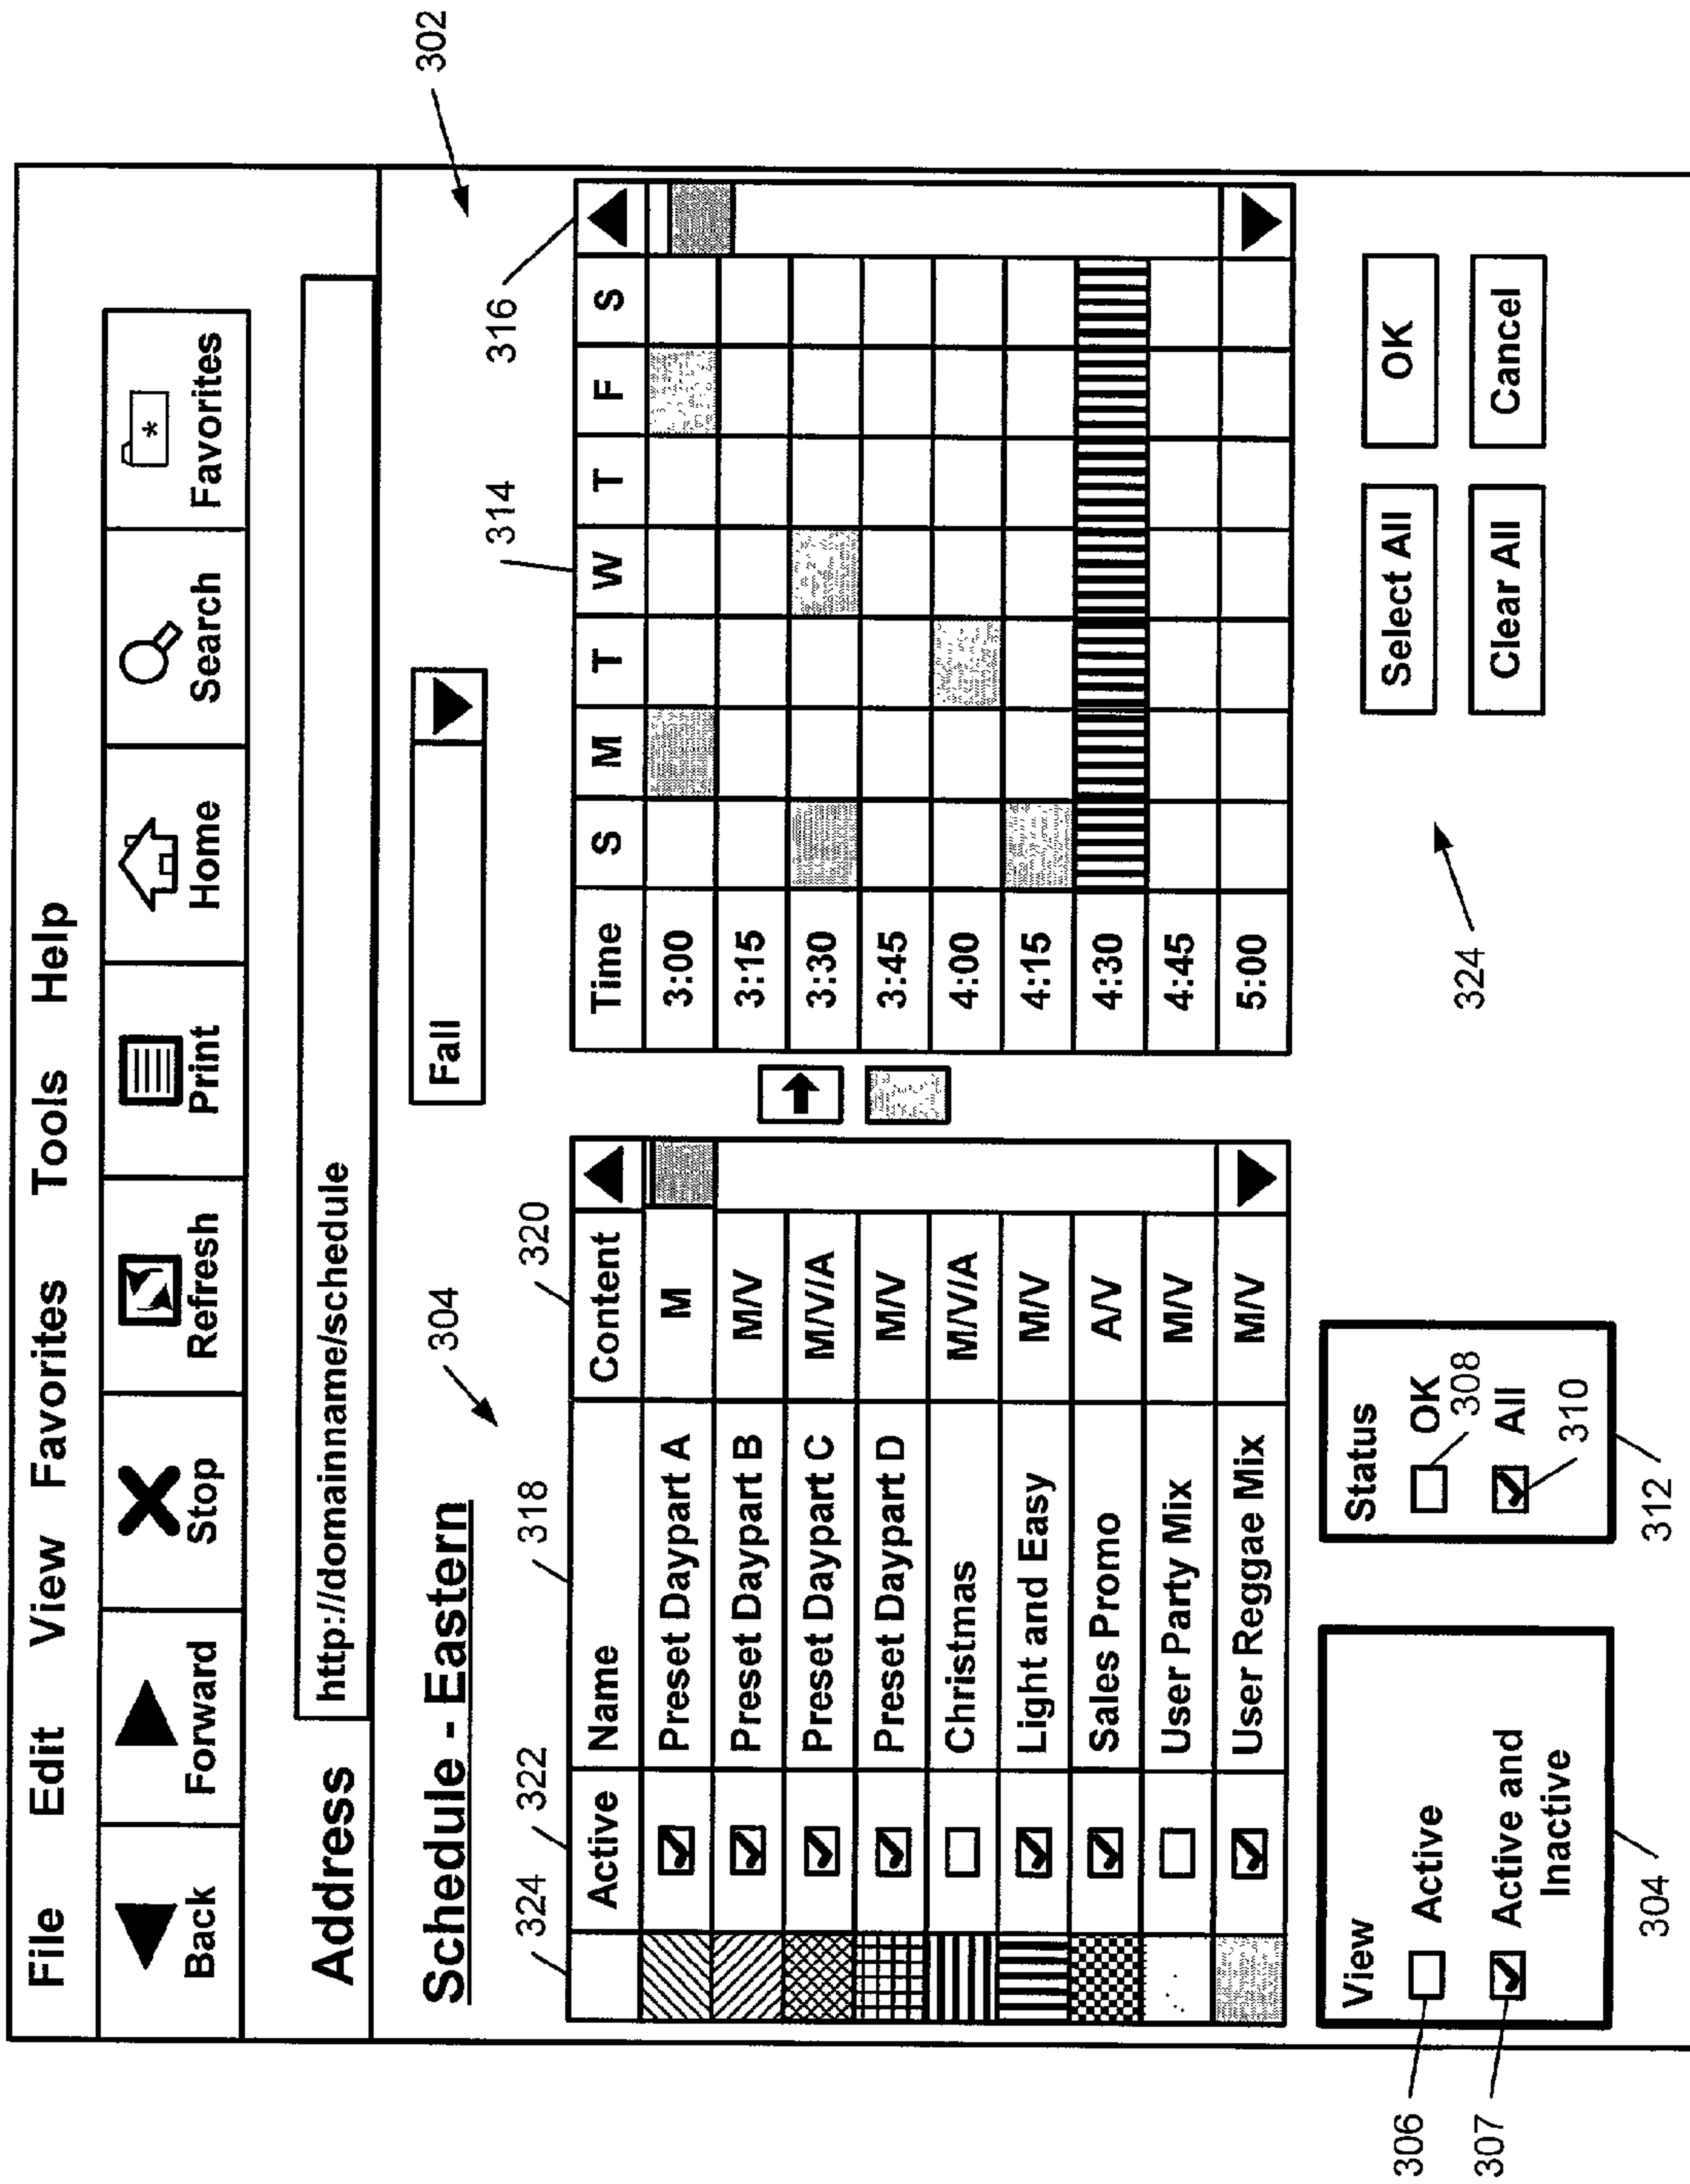 File Edit View Favorites Tools Help
Back Forward Stop Refresh Print Home Search * Favorites
Address http://domainname/schedule
302
Schedule - Eastern
304
Fall
324 322 318 320
314 316
Active Name Content
Preset Daypart A M
Preset Daypart B M/V
Preset Daypart C M/V/A
Preset Daypart D M/V
Christmas M/V/A
Light and Easy M/V
Sales Promo A/V
User Party Mix M/V
User Reggae Mix M/V
Time S M T W T F S
3:00
3:15
3:30
3:45
4:00
4:15
4:30
4:45
5:00
View
306 Active
307 Active and
Inactive
304
Status
OK 308
All 310
312
324
Select All OK
Clear All Cancel